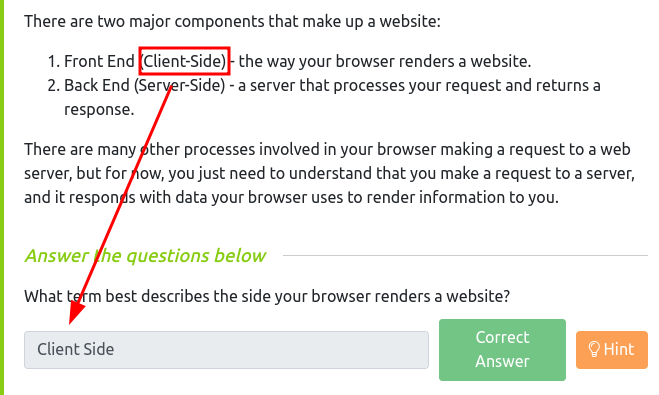 There are two major components that make up a website:
1. Front End (Client-Side) - the way your browser renders a website.
2. Back End (Server-Side) - a server that processes your request and returns a
response.
There are many other processes involved in your browser making a request to a web
server, but for now, you just need to understand that you make a request to a server,
and it responds with data your browser uses to render information to you.
Answer the questions below
What term best describes the side your browser renders a website?
Client Side
Correct
Answer
Hint